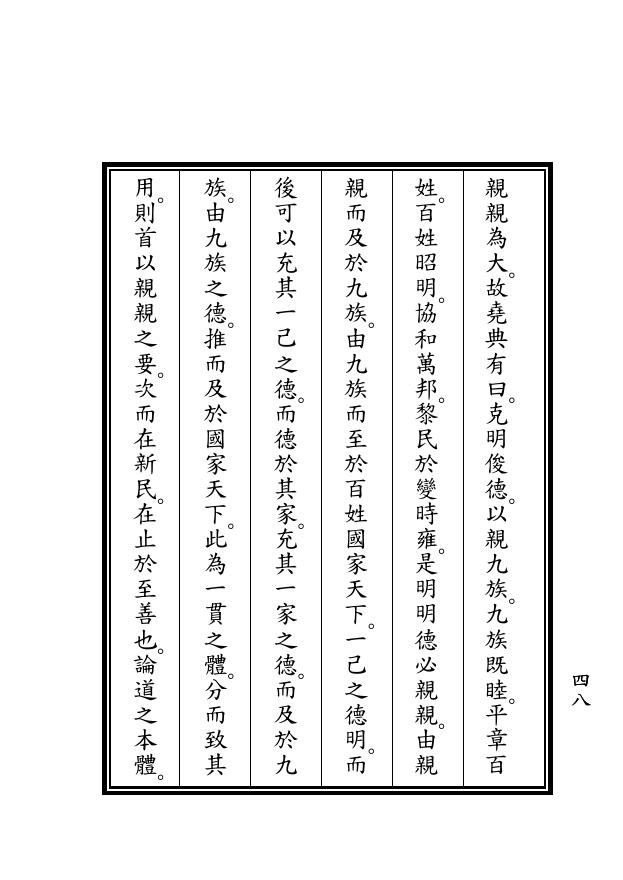 親親為大。故堯典有曰。克明俊德。以親九族。九族既睦。平章百
姓。百姓昭明。協和萬邦。黎民於變時雍。是明明德必親親。由親
親而及於九族。由九族而至於百姓國家天下。一己之德明。而
後可以充其一己之德。而德於其家。充其一家之德。而及於九
族。由九族之德。推而及於國家天下。此為一貫之體。分而致其
用。則首以親親之要。次而在新民。在止於至善也。論道之本體。
四八